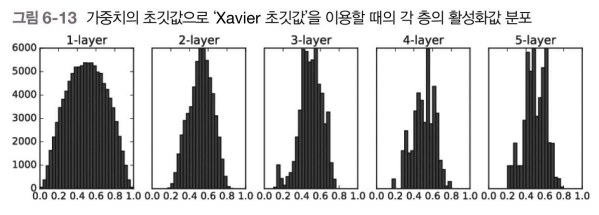 그림 6-13 가중치의 초깃값으로 ‘Xavier 초깃값’을 이용할 때의 각 층의 활성화값 분포
1-layer 2-layer 3-layer 4-layer 5-layer
6000
5000
4000
3000
2000
1000
0
0.0 0.2 0.4 0.6 0.8 1.0 0.0 0.2 0.4 0.6 0.8 1.0 0.0 0.2 0.4 0.6 0.8 1.0 0.0 0.2 0.4 0.6 0.8 1.0 0.0 0.2 0.4 0.6 0.8 1.0